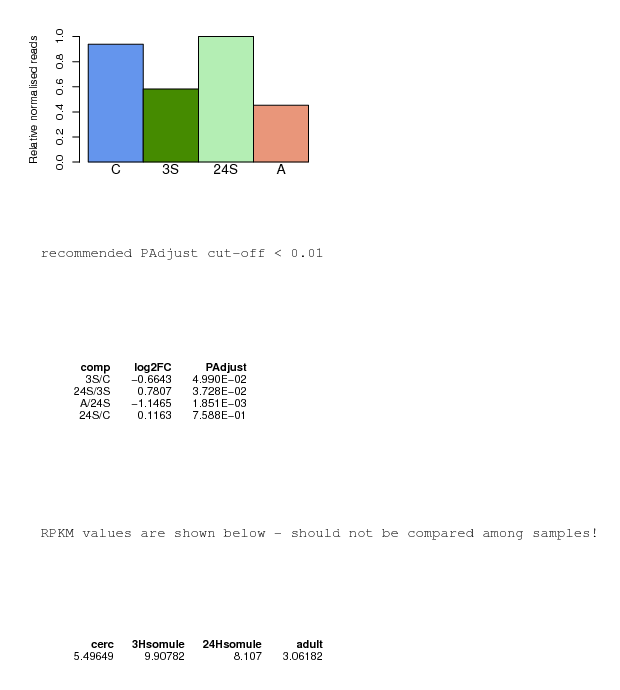 Relative normalised reads
1.0
0.8
0.6
0.4
0.2
0.0
C 3S 24S A
recommended PAdjust cut-off < 0.01
comp log2FC PAdjust
3S/C −0.6643 4.990E−02
24S/3S 0.7807 3.728E−02
A/24S −1.1465 1.851E−03
24S/C 0.1163 7.588E−01
RPKM values are shown below - should not be compared among samples!
cerc 3Hsomule 24Hsomule adult
5.49649 9.90782 8.107 3.06182